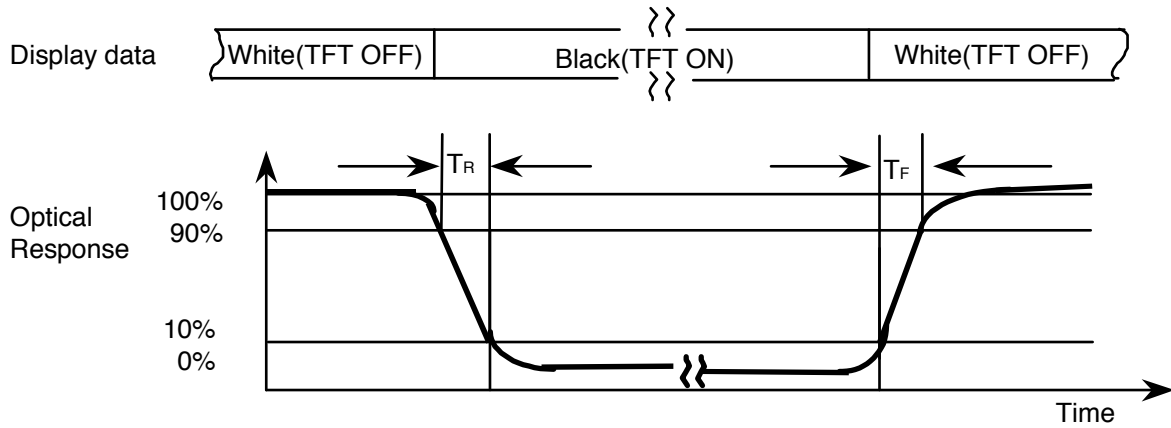 Display data
White(TFT OFF)
Black(TFT ON)
White(TFT OFF)
TR
TF
Optical
Response
100%
90%
10%
0%
Time